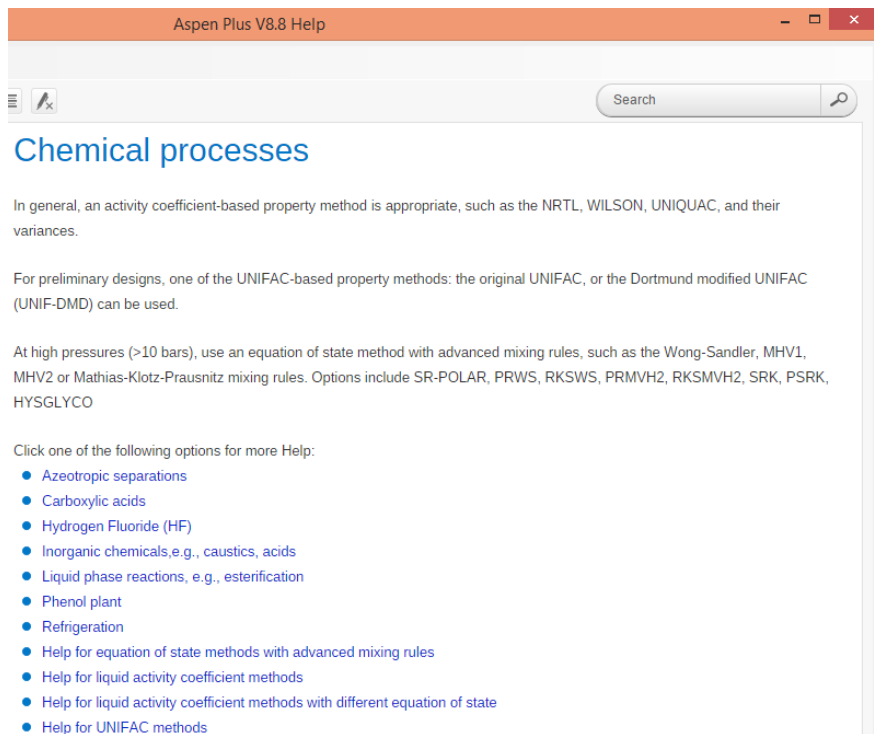 Aspen Plus V8.8 Help
Search
Chemical processes
In general, an activity coefficient-based property method is appropriate, such as the NRTL, WILSON, UNIQUAC, and their
variances.
For preliminary designs, one of the UNIFAC-based property methods: the original UNIFAC, or the Dortmund modified UNIFAC
(UNIF-DMD) can be used.
At high pressures (>10 bars), use an equation of state method with advanced mixing rules, such as the Wong-Sandler, MHV1,
MHV2 or Mathias-Klotz-Prausnitz mixing rules. Options include SR-POLAR, PRWS, RKSWS, PRMVH2, RKSMVH2, SRK, PSRK,
HYSGLYCO
Click one of the following options for more Help:
Azeotropic separations
Carboxylic acids
Hydrogen Fluoride (HF)
Inorganic chemicals,e.g., caustics, acids
Liquid phase reactions, e.g., esterification
Phenol plant
Refrigeration
Help for equation of state methods with advanced mixing rules
Help for liquid activity coefficient methods
Help for liquid activity coefficient methods with different equation of state
Help for UNIFAC methods